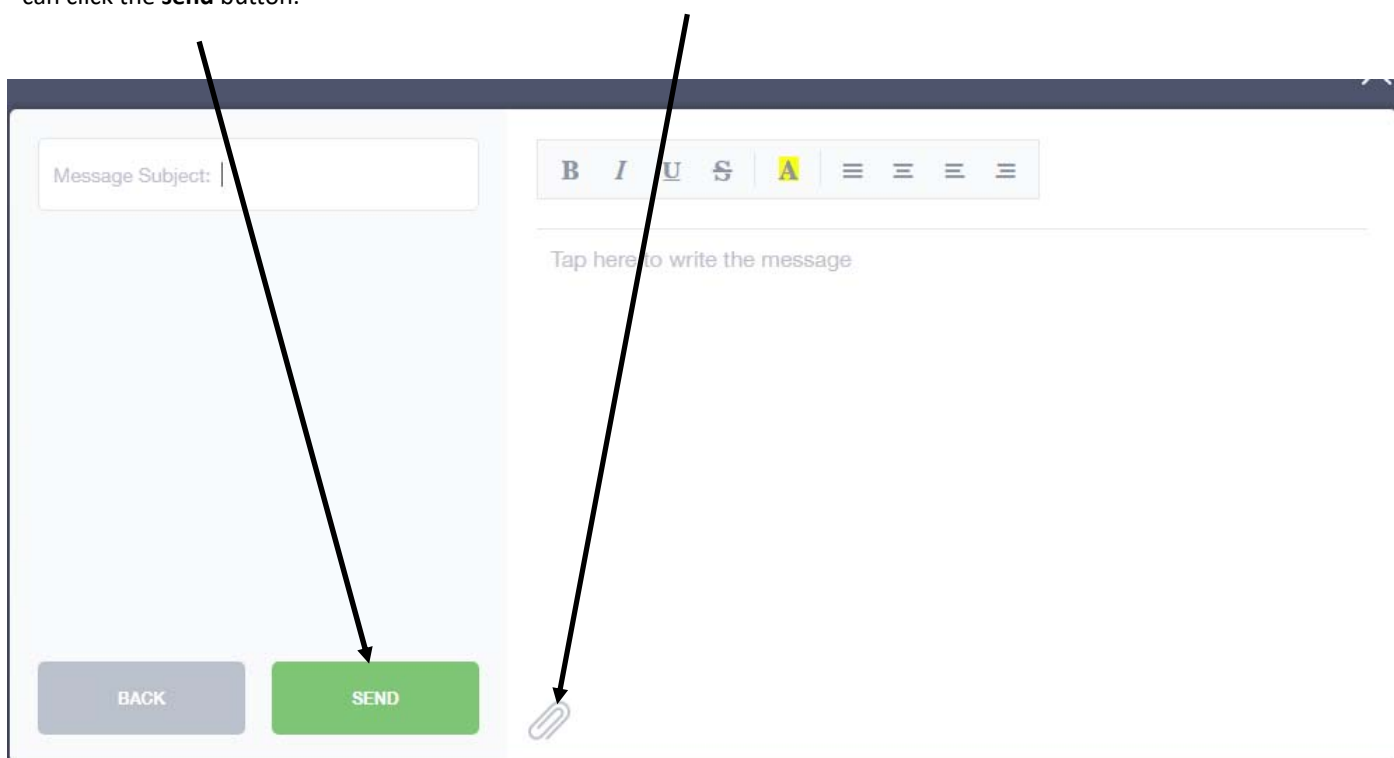 can click the send button.
Message Subject:
B I U S A
Tap here to write the message
BACK SEND